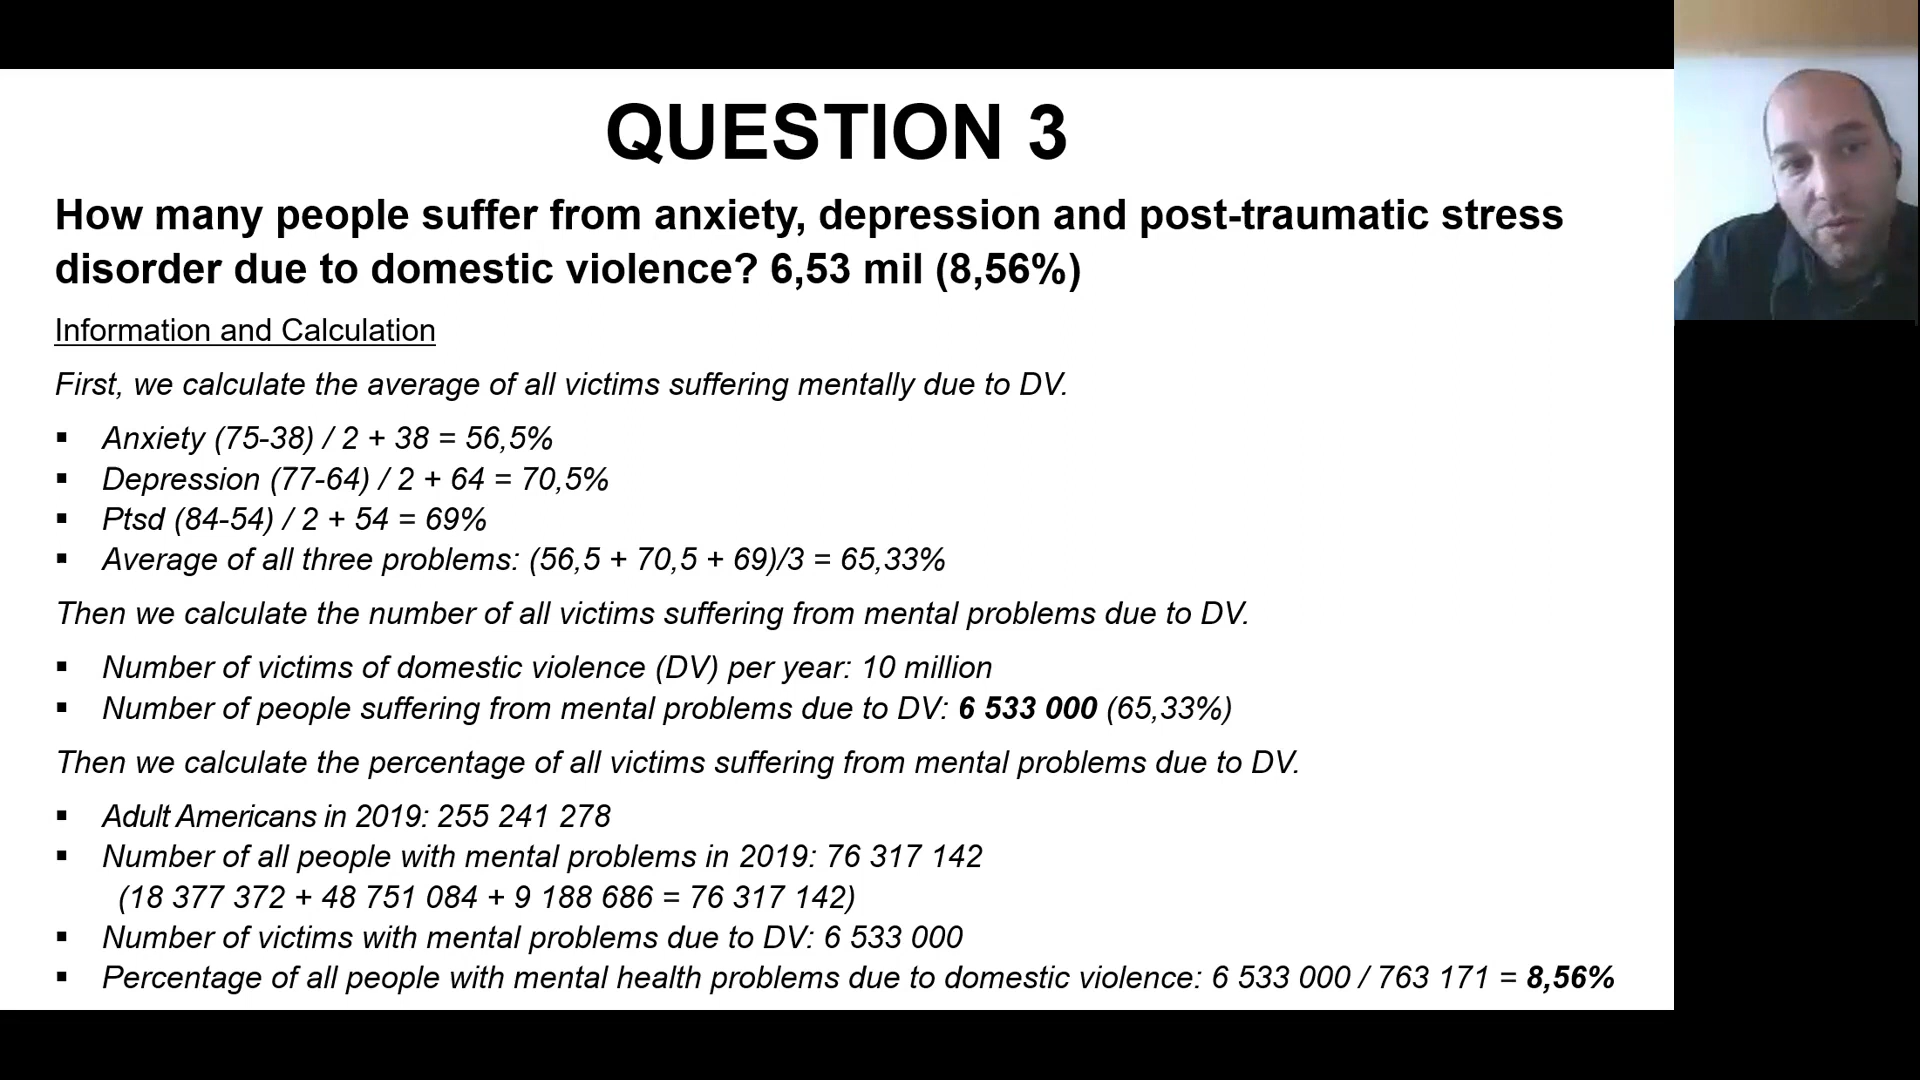 QUESTION 3
How many people suffer from anxiety, depression and post-traumatic stress
disorder due to domestic violence? 6,53 mil (8,56%)
Information and Calculation
First, we calculate the average of all victims suffering mentally due to DV.
▪ Anxiety (75-38) / 2 + 38 = 56,5%
▪ Depression (77-64) / 2 + 64 = 70,5%
▪ Ptsd (84-54) / 2 + 54 = 69%
▪ Average of all three problems: (56,5 + 70,5 + 69)/3 = 65,33%
Then we calculate the number of all victims suffering from mental problems due to DV.
▪ Number of victims of domestic violence (DV) per year: 10 million
▪ Number of people suffering from mental problems due to DV: 6 533 000 (65,33%)
Then we calculate the percentage of all victims suffering from mental problems due to DV.
▪ Adult Americans in 2019: 255 241 278
▪ Number of all people with mental problems in 2019: 76 317 142
(18 377 372 + 48 751 084 + 9 188 686 = 76 317 142)
▪ Number of victims with mental problems due to DV: 6 533 000
▪ Percentage of all people with mental health problems due to domestic violence: 6 533 000 / 763 171 = 8,56%